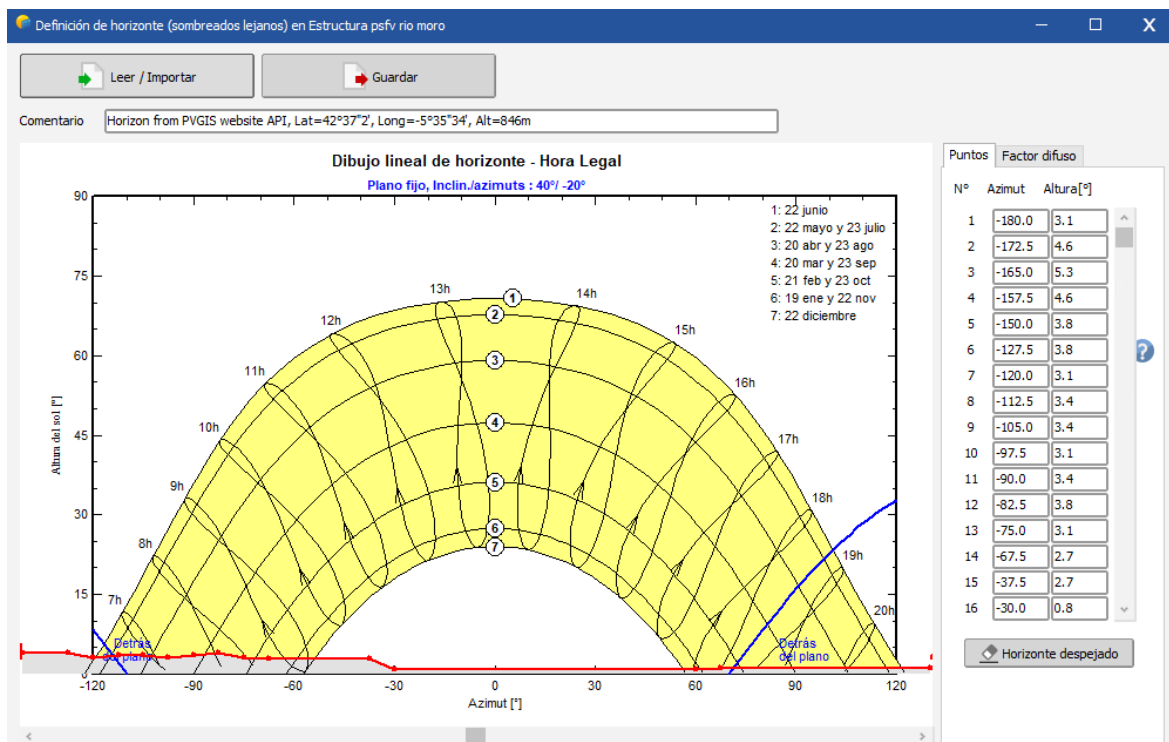 Definición de horizonte (sombreados lejanos) en Estructura psfv rio moro
Leer / Importar
Guardar
Comentario
Horizon from PVGIS website API, Lat=42°37"2', Long=-5°35"34', Alt=846m
Dibujo lineal de horizonte - Hora Legal
Plano fijo, Inclin./azimuts : 40°/ -20°
1: 22 junio
2: 22 mayo y 23 julio
3: 20 abr y 23 ago
4: 20 mar y 23 sep
5: 21 feb y 23 oct
6: 19 ene y 22 nov
7: 22 diciembre
90
75
60
45
30
15
0
Altura del sol [°]
7h
8h
9h
10h
11h
12h
13h
14h
15h
16h
17h
18h
19h
20h
1
2
3
4
5
6
7
Detrás
del plano
Detrás
del plano
-120
-90
-60
-30
0
30
60
90
120
Azimut [°]
Puntos
Factor difuso
N° Azimut Altura[°]
1 -180.0 3.1
2 -172.5 4.6
3 -165.0 5.3
4 -157.5 4.6
5 -150.0 3.8
6 -127.5 3.8
7 -120.0 3.1
8 -112.5 3.4
9 -105.0 3.4
10 -97.5 3.1
11 -90.0 3.4
12 -82.5 3.8
13 -75.0 3.1
14 -67.5 2.7
15 -37.5 2.7
16 -30.0 0.8
?
Horizonte despejado